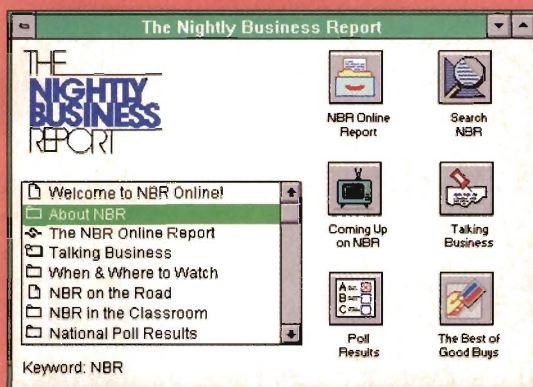 The Nightly Business Report
THE
NIGHTLY
BUSINESS
REPORT
Welcome to NBR Online!
About NBR
The NBR Online Report
Talking Business
When & Where to Watch
NBR on the Road
NBR in the Classroom
National Poll Results
Keyword: NBR
NBR Online
Report
Search
NBR
Coming Up
on NBR
Talking
Business
A
B
C
Poll
Results
The Best of
Good Buys